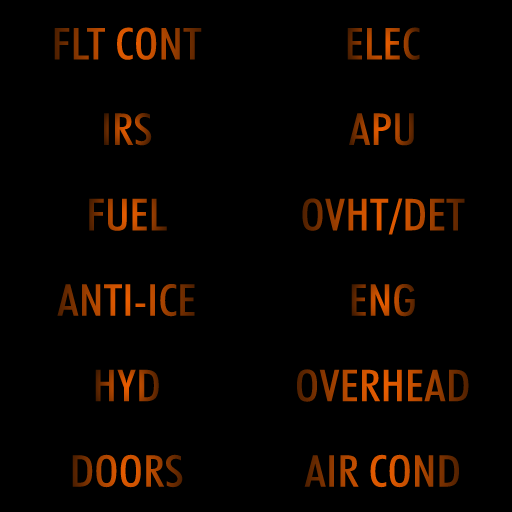 FLT CONT ELEC
IRS APU
FUEL OVHT/DET
ANTI-ICE ENG
HYD OVERHEAD
DOORS AIR COND